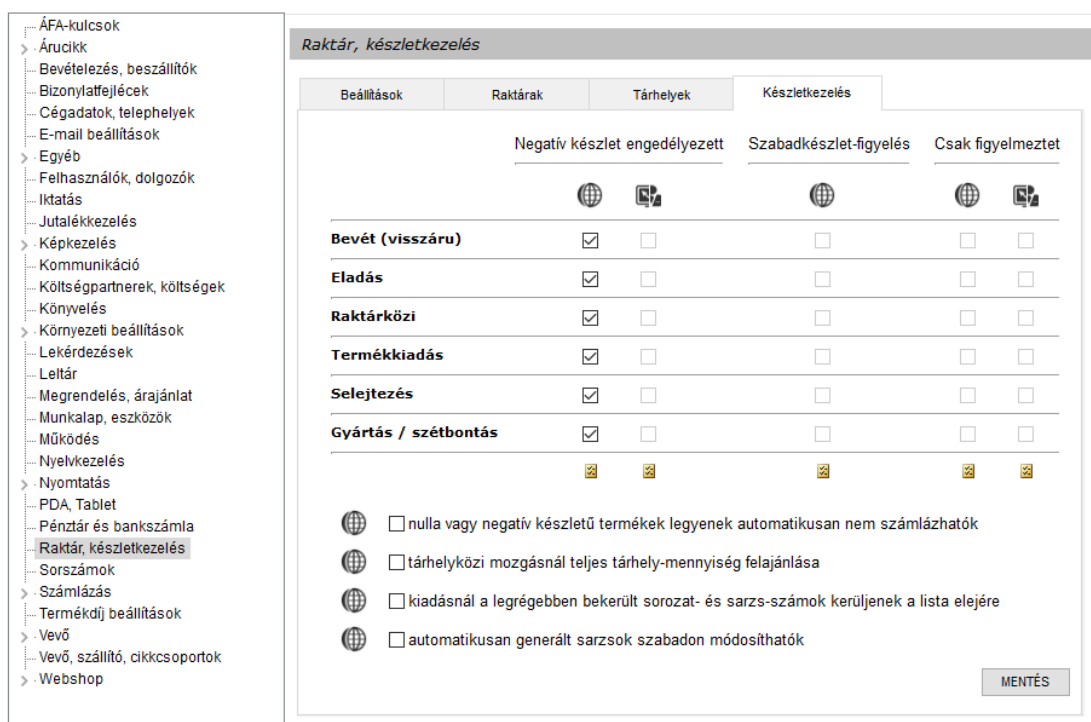 ÁFA-kulcsok
Árucikk
Bevételezés, beszállítók
Bizonylatfejlécek
Cégadatok, telephelyek
E-mail beállítások
Egyéb
Felhasználók, dolgozók
Iktatás
Jutalékkezelés
Képkezelés
Kommunikáció
Költségpartnerek, költségek
Könyvelés
Környezeti beállítások
Lekérdezések
Leltár
Megrendelés, árajánlat
Munkalap, eszközök
Működés
Nyelvkezelés
Nyomtatás
PDA, Tablet
Pénztár és bankszámla
Raktár, készletkezelés
Sorszámok
Számlázás
Termékdíj beállítások
Vevő
Vevő, szállító, cikkcsoportok
Webshop
Raktár, készletkezelés
Beállítások Raktárak Tárhelyek Készletkezelés
Negatív készlet engedélyezett Szabadkészlet-figyelés Csak figyelmeztet
Bevét (visszáru)
Eladás
Raktárközi
Termékkiadás
Selejtezés
Gyártás / szétbontás
nulla vagy negatív készletű termékek legyenek automatikusan nem számlázhatók
tárhelyközi mozgásnál teljes tárhely-mennyiség felajánlása
kiadásnál a legrégebben bekerült sorozat- és sarzs-számok kerüljenek a lista elejére
automatikusan generált sarzsok szabadon módosíthatók
MENTÉS